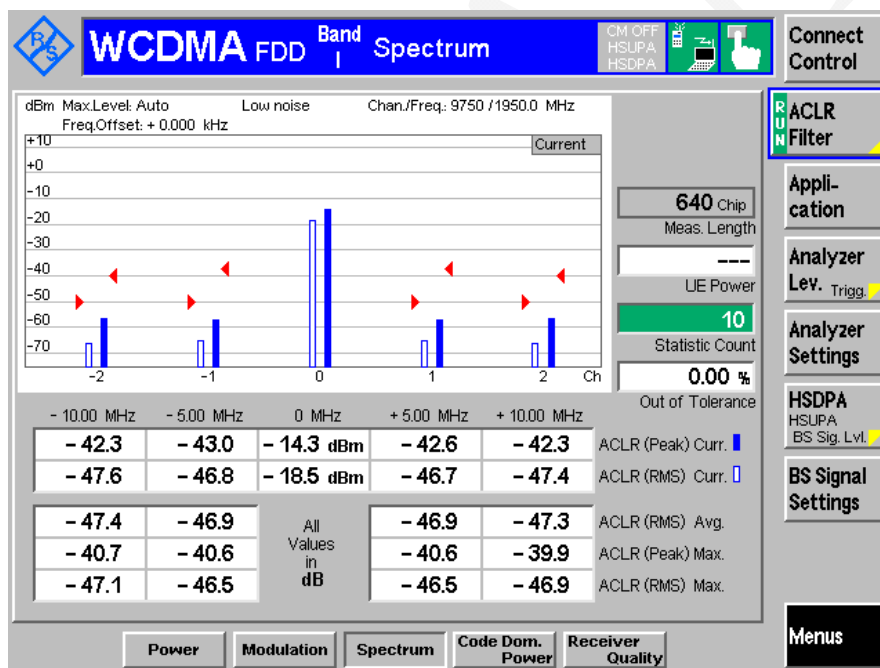 R/S WCDMA FDD Band I Spectrum
CM OFF
HSUPA
HSDPA
Connect Control
dBm Max.Level: Auto Low noise Chan./Freq.: 9750 / 1950.0 MHz
Freq.Offset: + 0.000 kHz
Current
+10
+0
-10
-20
-30
-40
-50
-60
-70
-2 -1 0 1 2 Ch
640 Chip
Meas. Length
---
UE Power
10
Statistic Count
0.00 %
Out of Tolerance
- 10.00 MHz - 5.00 MHz 0 MHz + 5.00 MHz + 10.00 MHz
- 42.3 - 43.0 - 14.3 dBm - 42.6 - 42.3 ACLR (Peak) Curr.
- 47.6 - 46.8 - 18.5 dBm - 46.7 - 47.4 ACLR (RMS) Curr.
- 47.4 - 46.9 - 46.9 - 47.3 ACLR (RMS) Avg.
- 40.7 - 40.6 - 40.6 - 39.9 ACLR (Peak) Max.
- 47.1 - 46.5 - 46.5 - 46.9 ACLR (RMS) Max.
All
Values
in
dB
RUN
ACLR
Filter
Appli-
cation
Analyzer
Lev. Trigg.
Analyzer
Settings
HSDPA
HSUPA
BS Sig. Lvl.
BS Signal
Settings
Menus
Power Modulation Spectrum Code Dom. Power Receiver Quality